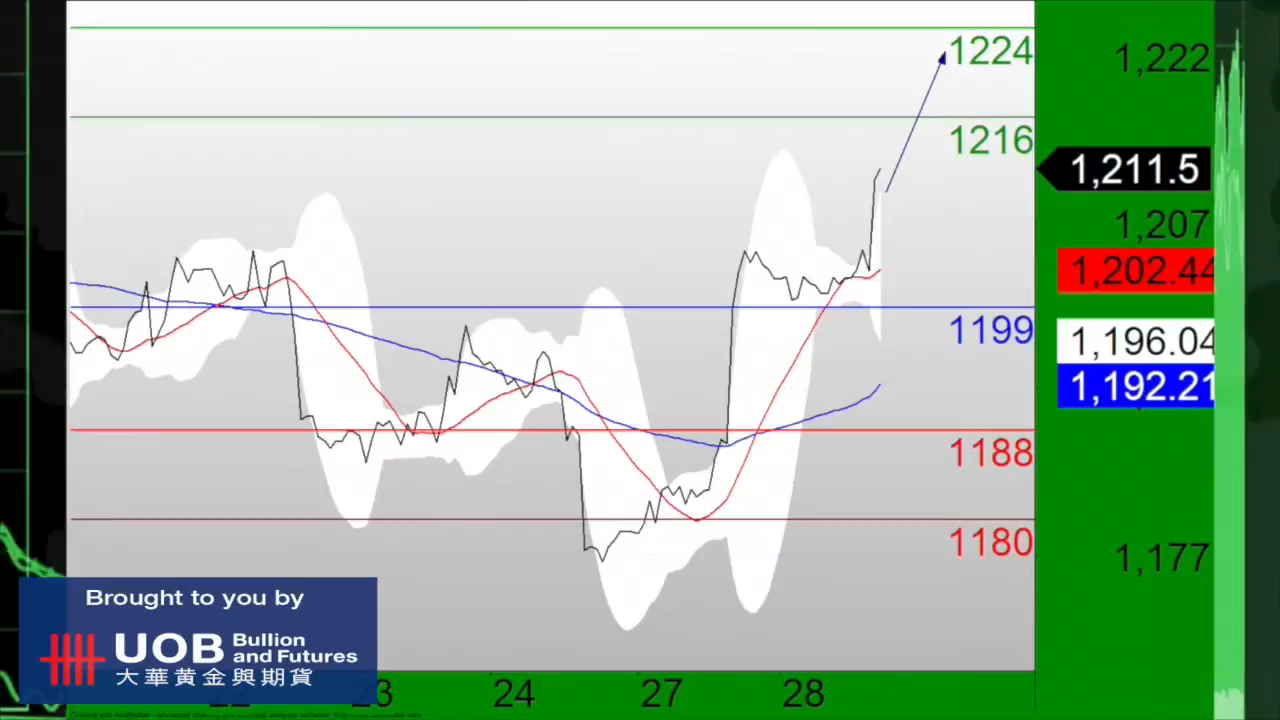 1224
1,222
1216
1,211.5
1,207
1,202.44
1199
1,196.04
1,192.21
1188
1180
1,177
Brought to you by
UOB Bullion
and Futures
大華黃金與期貨
22 23 24 27 28